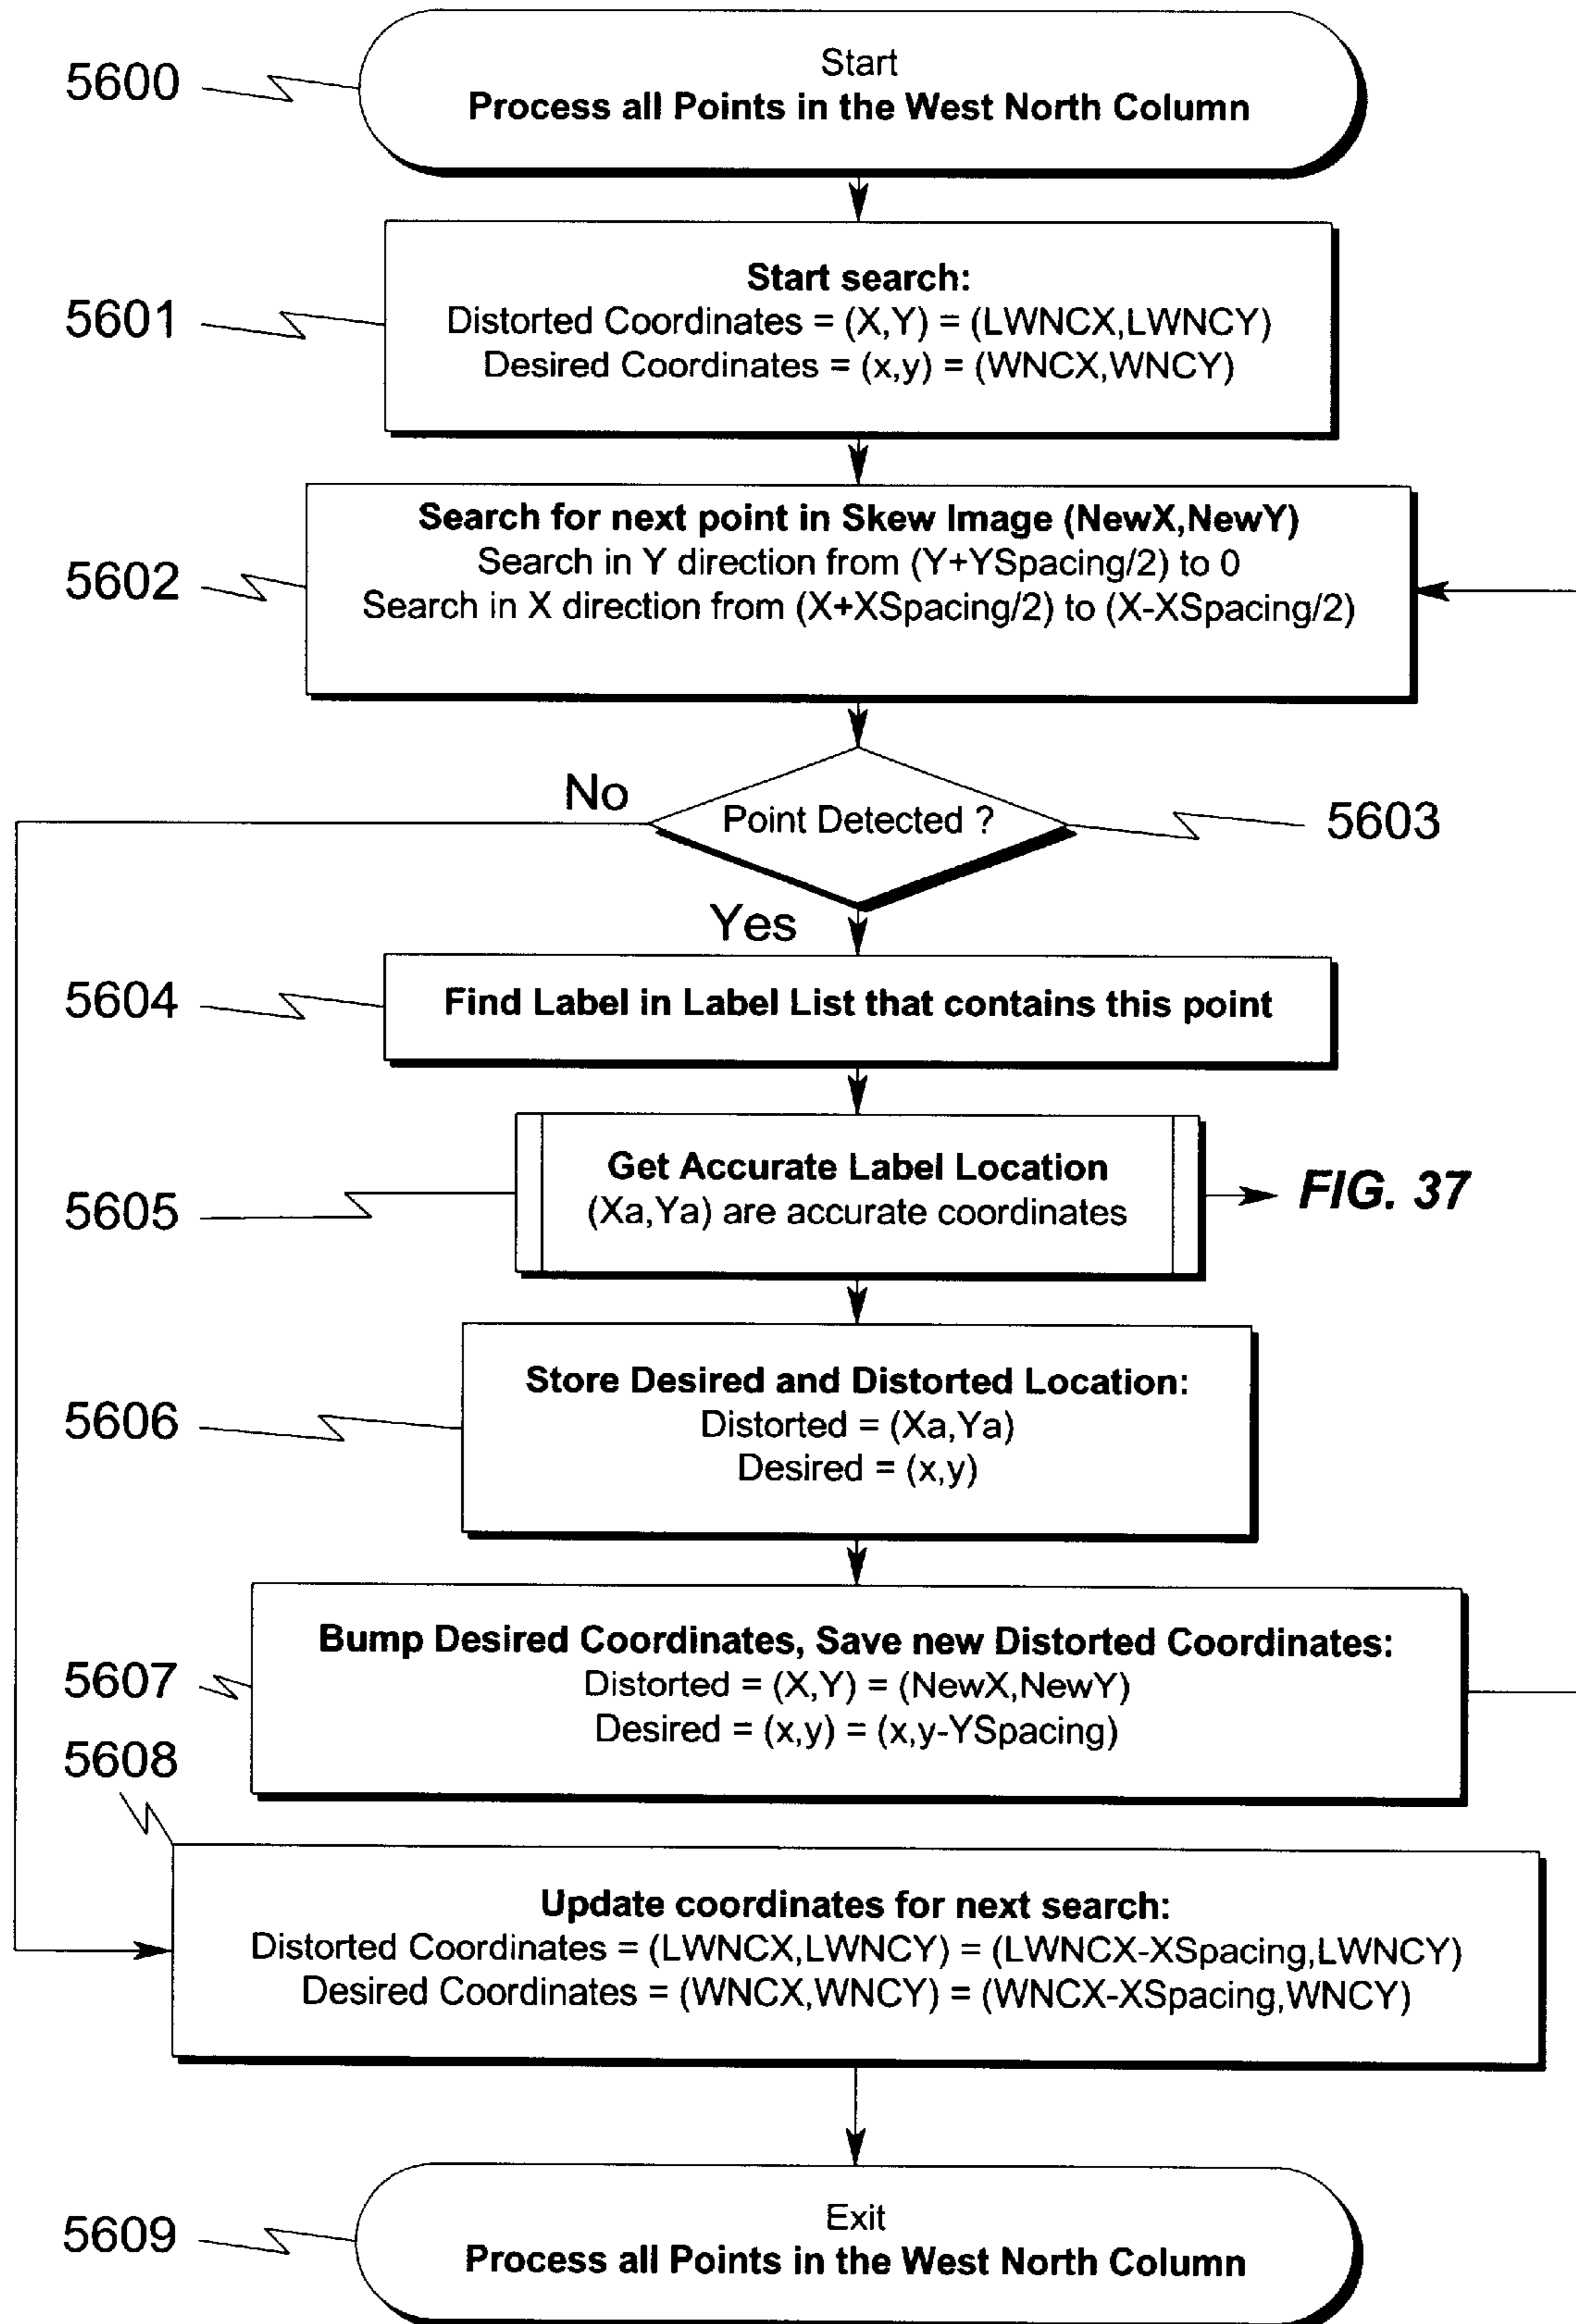 5600
Start
Process all Points in the West North Column
5601
Start search:
Distorted Coordinates = (X,Y) = (LWNCX,LWNCY)
Desired Coordinates = (x,y) = (WNCX,WNCY)
5602
Search for next point in Skew Image (NewX,NewY)
Search in Y direction from (Y+YSpacing/2) to 0
Search in X direction from (X+XSpacing/2) to (X-XSpacing/2)
No
Point Detected ?
5603
Yes
5604
Find Label in Label List that contains this point
5605
Get Accurate Label Location
(Xa,Ya) are accurate coordinates
FIG. 37
5606
Store Desired and Distorted Location:
Distorted = (Xa,Ya)
Desired = (x,y)
5607
Bump Desired Coordinates, Save new Distorted Coordinates:
Distorted = (X,Y) = (NewX,NewY)
Desired = (x,y) = (x,y-YSpacing)
5608
Update coordinates for next search:
Distorted Coordinates = (LWNCX,LWNCY) = (LWNCX-XSpacing,LWNCY)
Desired Coordinates = (WNCX,WNCY) = (WNCX-XSpacing,WNCY)
5609
Exit
Process all Points in the West North Column